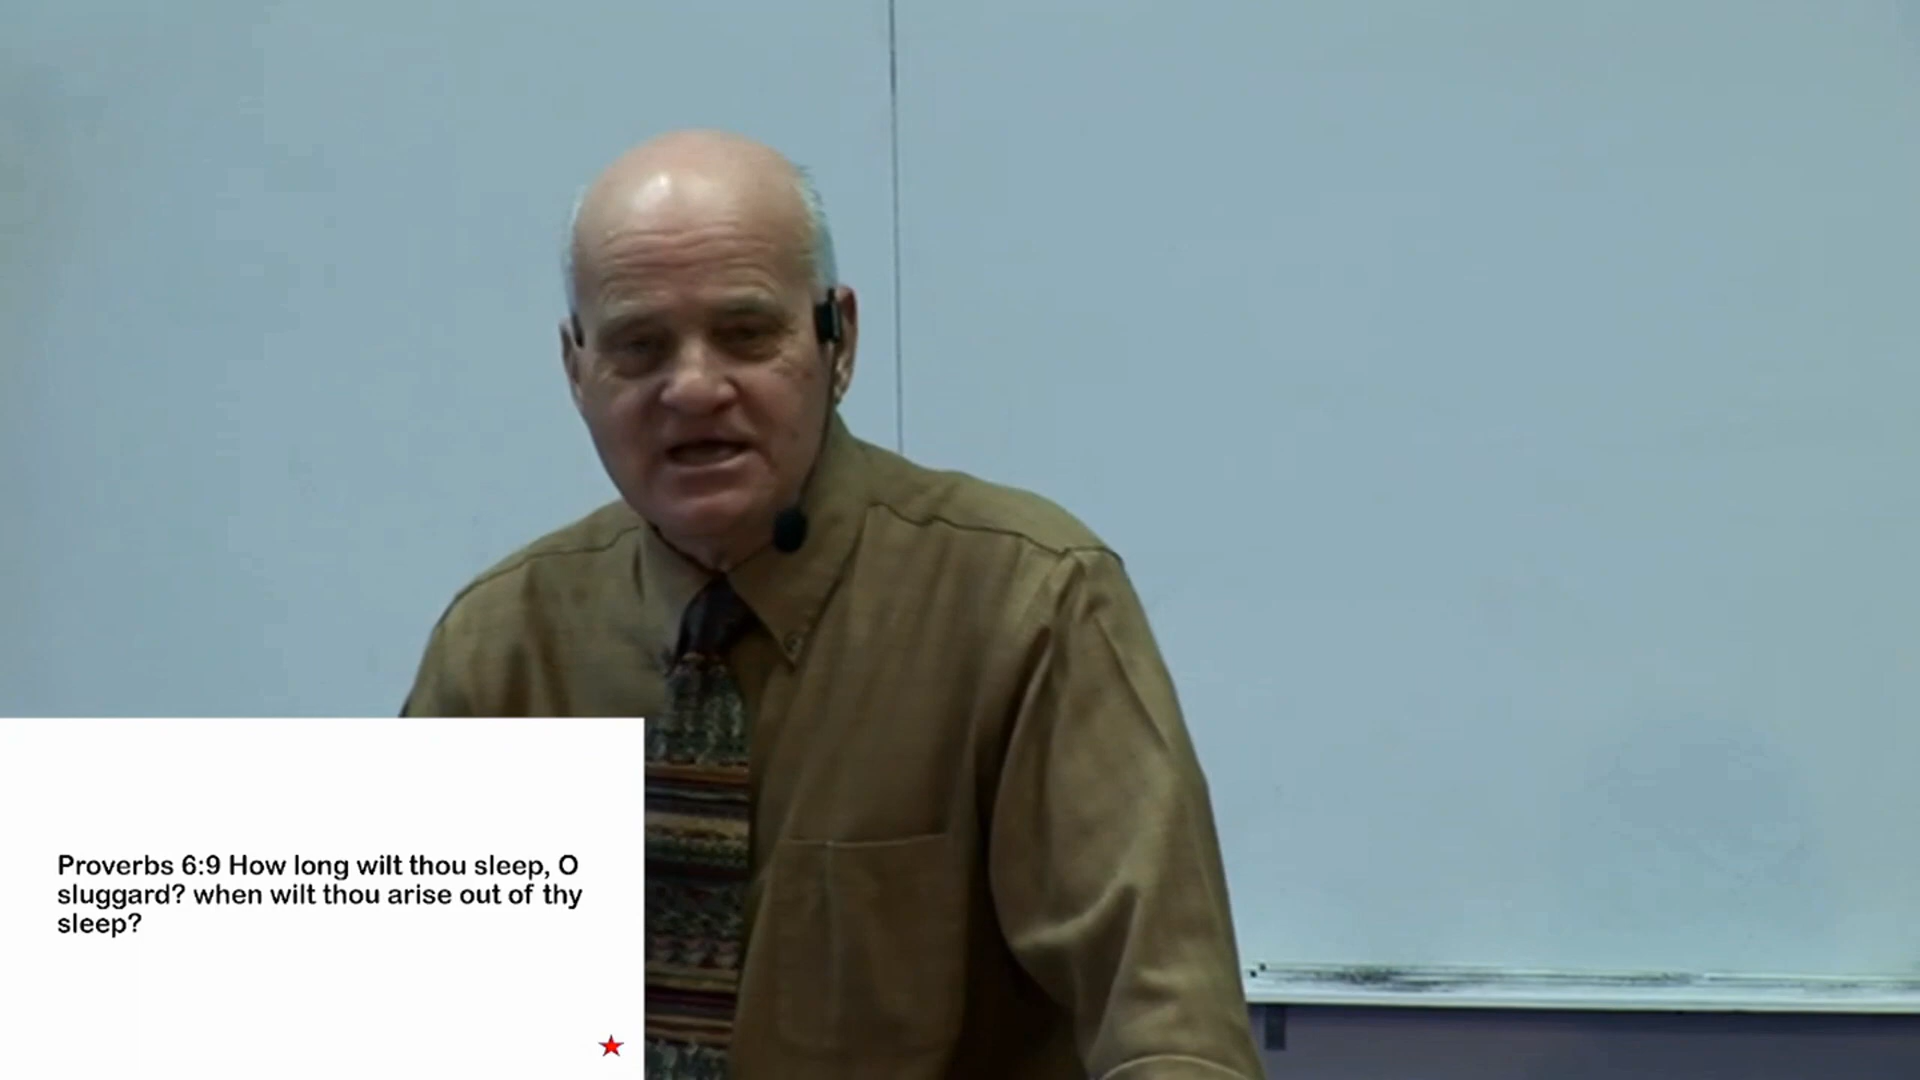 Proverbs 6:9 How long wilt thou sleep, O
sluggard? when wilt thou arise out of thy
sleep?